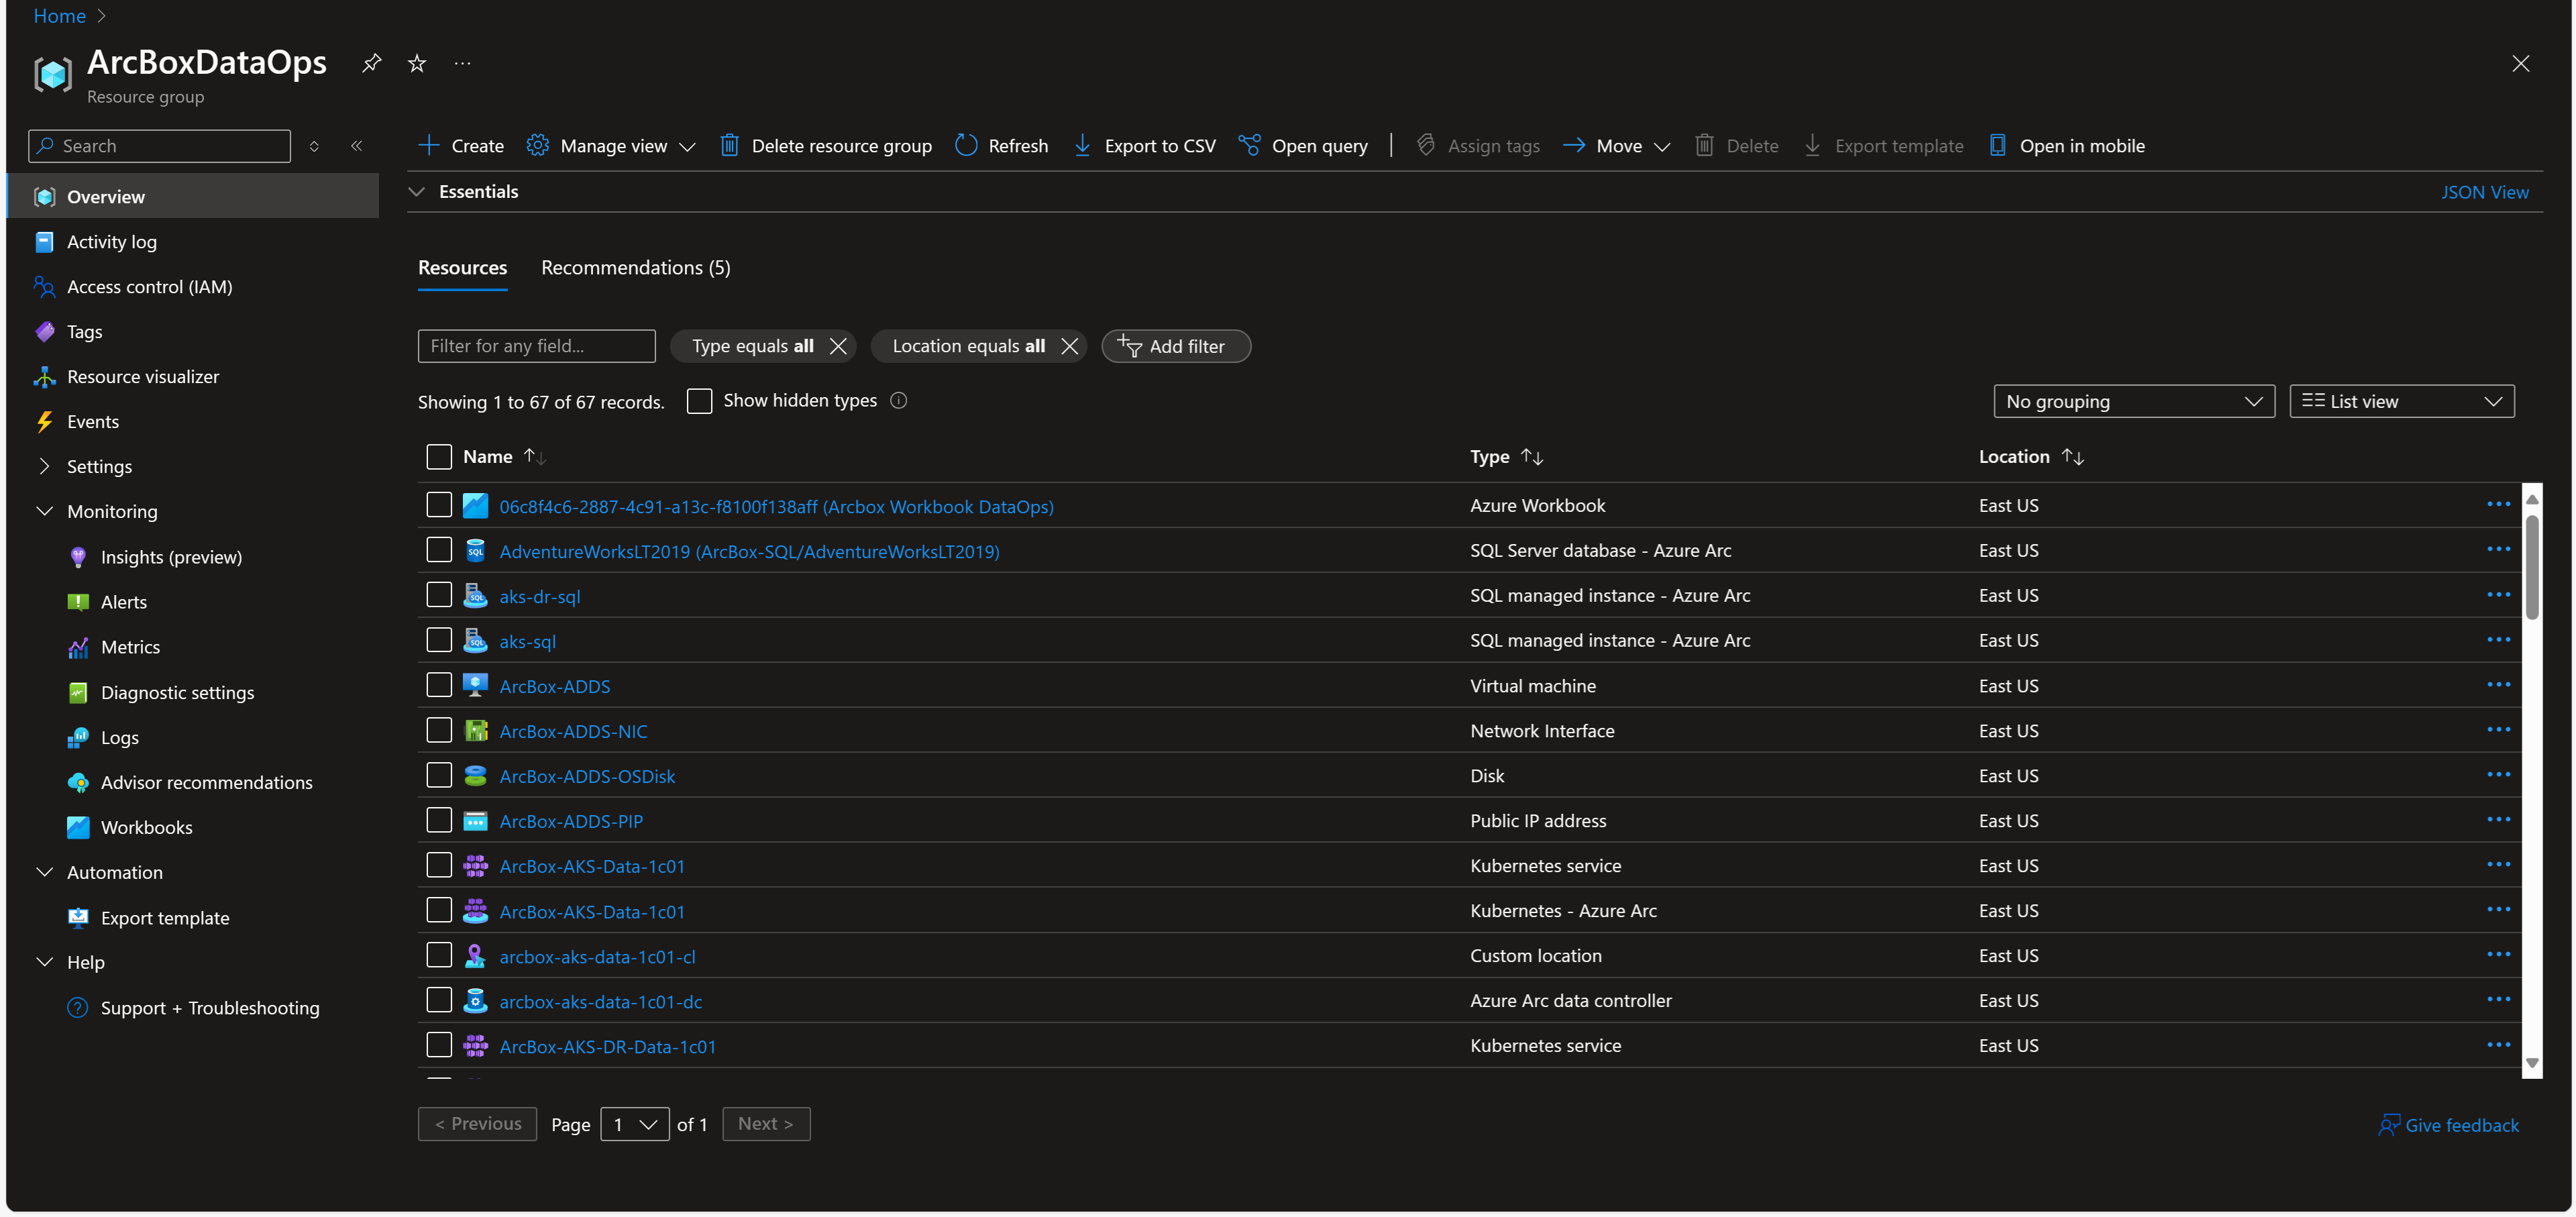 Home
ArcBoxDataOps
Resource group
Search
Create
Manage view
Delete resource group
Refresh
Export to CSV
Open query
Assign tags
Move
Delete
Export template
Open in mobile
Overview
Activity log
Access control (IAM)
Tags
Resource visualizer
Events
Settings
Monitoring
Insights (preview)
Alerts
Metrics
Diagnostic settings
Logs
Advisor recommendations
Workbooks
Automation
Export template
Help
Support + Troubleshooting
Essentials
JSON View
Resources
Recommendations (5)
Filter for any field...
Type equals all
Location equals all
Add filter
Showing 1 to 67 of 67 records.
Show hidden types
No grouping
List view
Name Type Location
06c8f4c6-2887-4c91-a13c-f8100f138aff (Arcbox Workbook DataOps) Azure Workbook East US
AdventureWorksLT2019 (ArcBox-SQL/AdventureWorksLT2019) SQL Server database - Azure Arc East US
aks-dr-sql SQL managed instance - Azure Arc East US
aks-sql SQL managed instance - Azure Arc East US
ArcBox-ADDS Virtual machine East US
ArcBox-ADDS-NIC Network Interface East US
ArcBox-ADDS-OSDisk Disk East US
ArcBox-ADDS-PIP Public IP address East US
ArcBox-AKS-Data-1c01 Kubernetes service East US
ArcBox-AKS-Data-1c01 Kubernetes - Azure Arc East US
arcbox-aks-data-1c01-cl Custom location East US
arcbox-aks-data-1c01-dc Azure Arc data controller East US
ArcBox-AKS-DR-Data-1c01 Kubernetes service East US
< Previous Page 1 of 1 Next >
Give feedback